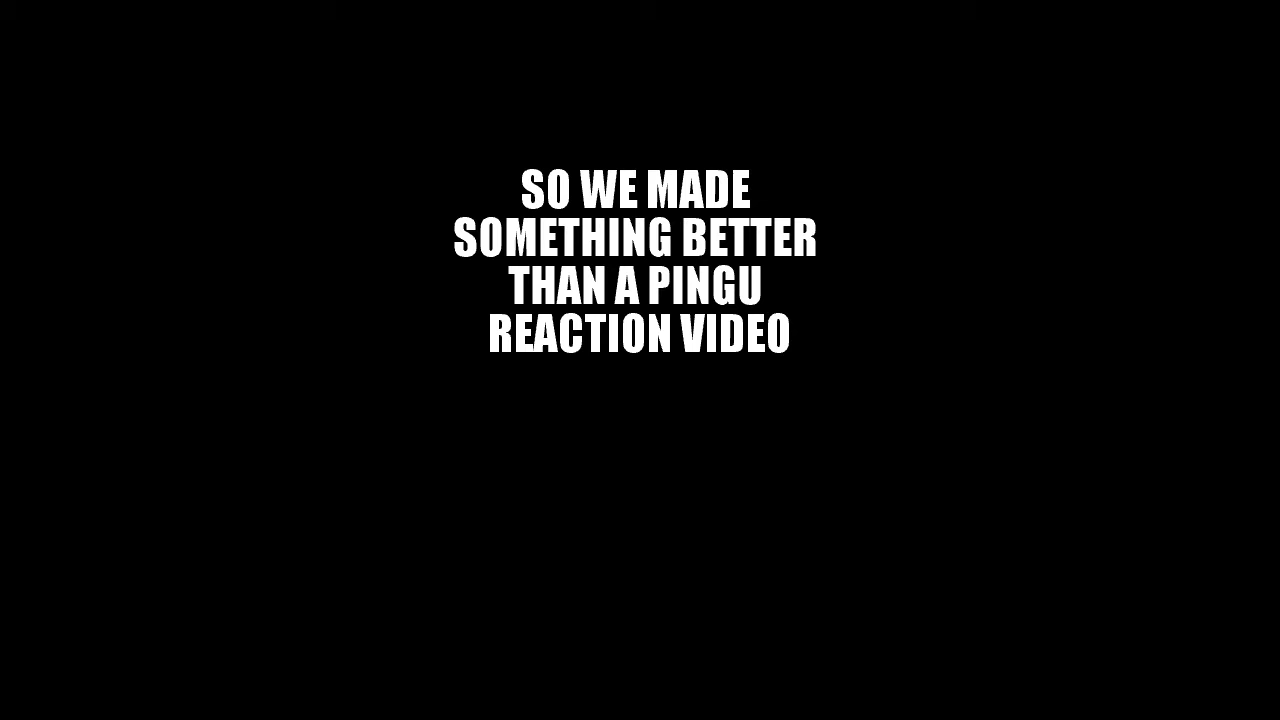 SO WE MADE
SOMETHING BETTER
THAN A PINGU
REACTION VIDEO